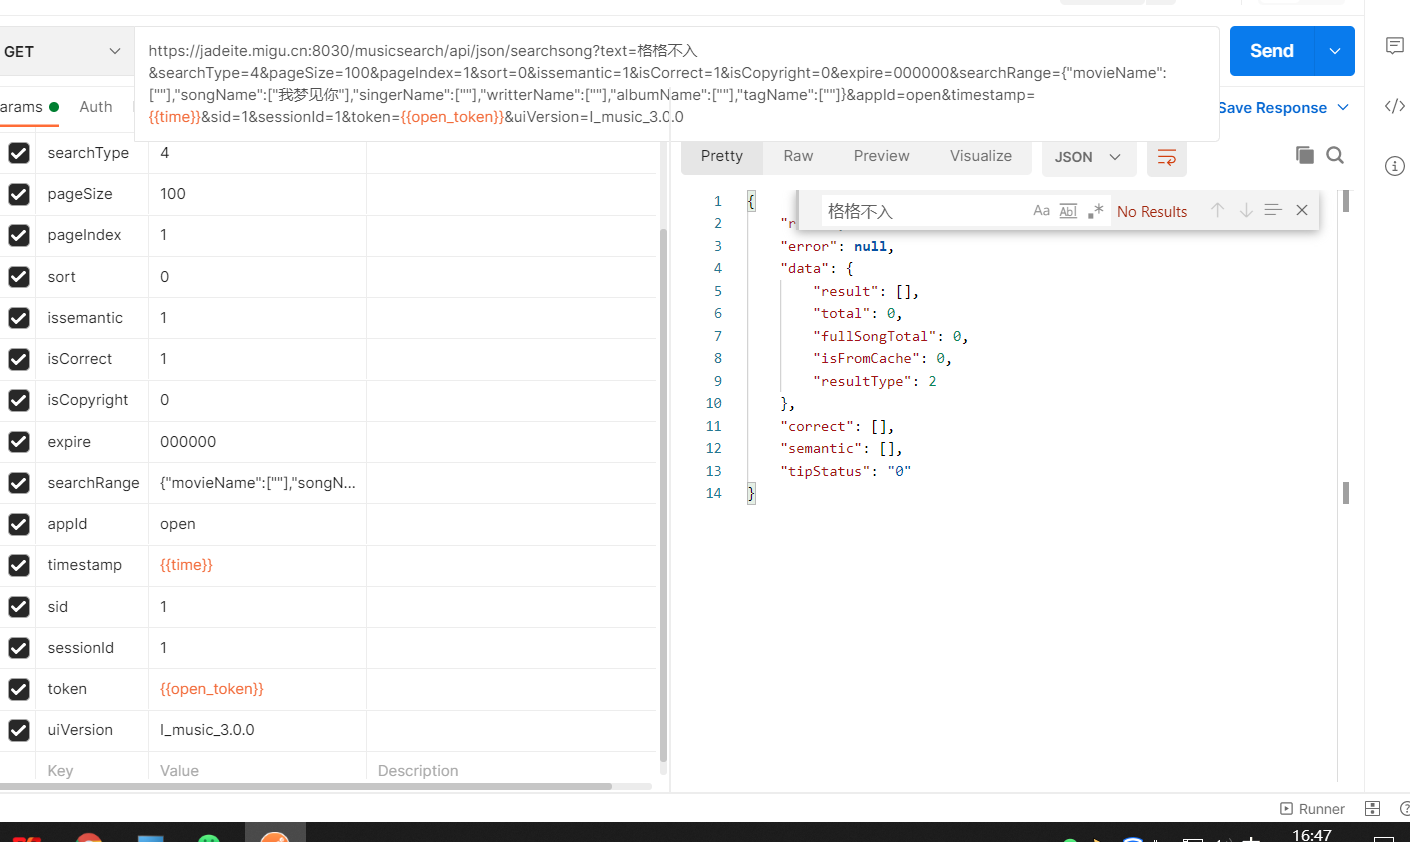 GET
https://jadeite.migu.cn:8030/musicsearch/api/json/searchsong?text=格格不入
&searchType=4&pageSize=100&pageIndex=1&sort=0&issemantic=1&isCorrect=1&isCopyright=0&expire=000000&searchRange={"movieName":
[""],"songName":["我梦见你"],"singerName":[""],"writterName":[""],"albumName":[""],"tagName":[""]}&appId=open&timestamp=
{{time}}&sid=1&sessionId=1&token={{open_token}}&uiVersion=I_music_3.0.0
Send
arams
Auth
Save Response
searchType 4
pageSize 100
pageIndex 1
sort 0
issemantic 1
isCorrect 1
isCopyright 0
expire 000000
searchRange {"movieName":[""],"songN...
appId open
timestamp {{time}}
sid 1
sessionId 1
token {{open_token}}
uiVersion I_music_3.0.0
Key Value Description
Pretty Raw Preview Visualize JSON
格格不入 Aa Abl .* No Results
1 {
2 "r
3 "error": null,
4 "data": {
5 "result": [],
6 "total": 0,
7 "fullSongTotal": 0,
8 "isFromCache": 0,
9 "resultType": 2
10 },
11 "correct": [],
12 "semantic": [],
13 "tipStatus": "0"
14 }
Runner
16:47